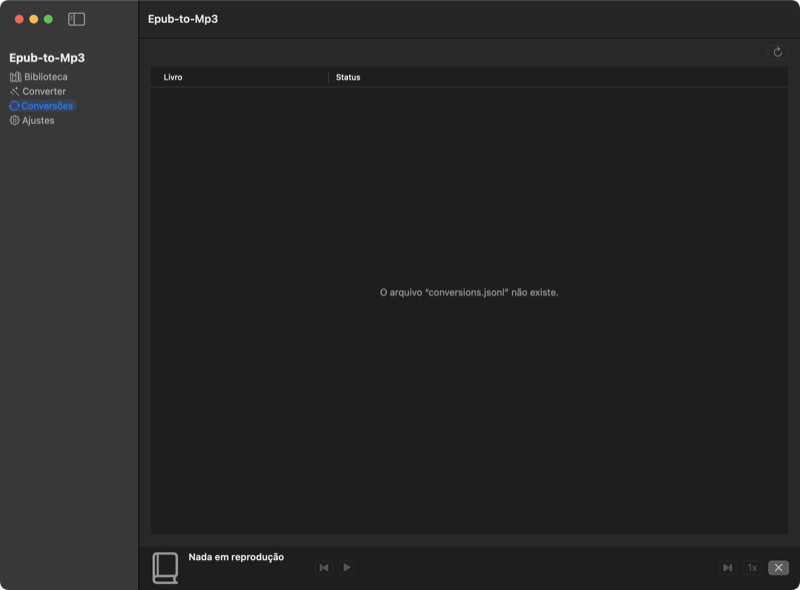 Epub-to-Mp3
Epub-to-Mp3
Biblioteca
Converter
Conversões
Ajustes
Livro
Status
O arquivo “conversions.jsonl” não existe.
Nada em reprodução
1x